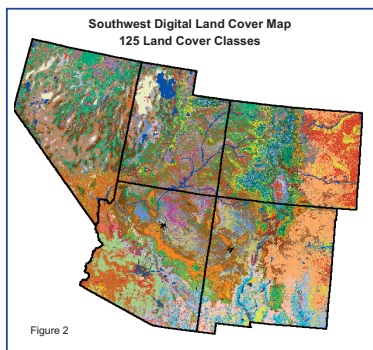 Southwest Digital Land Cover Map
125 Land Cover Classes
Figure 2